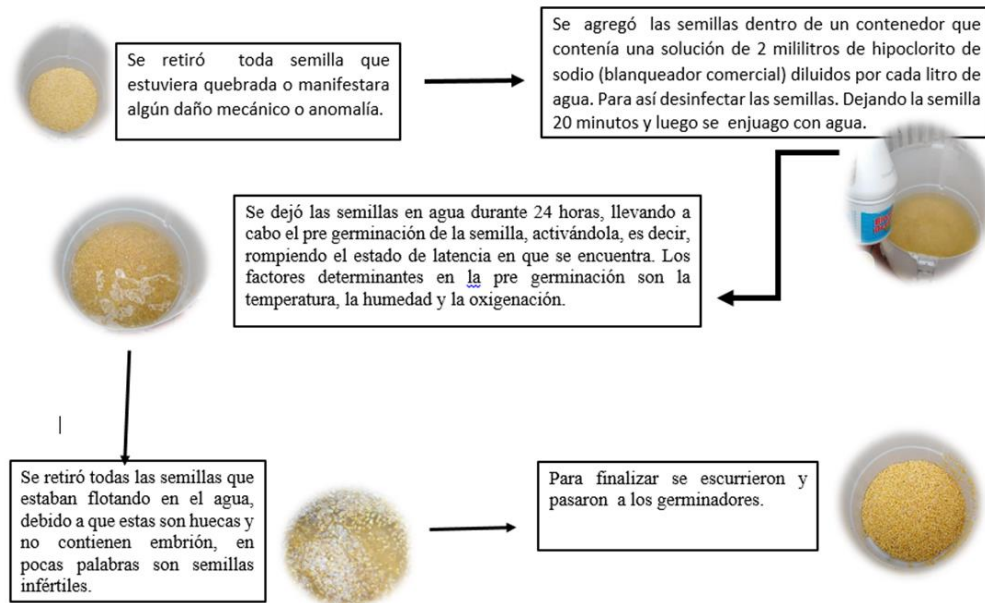 Se retiró toda semilla que
estuviera quebrada o manifestara
algún daño mecánico o anomalía.
Se agregó las semillas dentro de un contenedor que
contenía una solución de 2 mililitros de hipoclorito de
sodio (blanqueador comercial) diluidos por cada litro de
agua. Para así desinfectar las semillas. Dejando la semilla
20 minutos y luego se enjuago con agua.
Se dejó las semillas en agua durante 24 horas, llevando a
cabo el pre germinación de la semilla, activándola, es decir,
rompiendo el estado de latencia en que se encuentra. Los
factores determinantes en la pre germinación son la
temperatura, la humedad y la oxigenación.
Se retiró todas las semillas que
estaban flotando en el agua,
debido a que estas son huecas y
no contienen embrión, en
pocas palabras son semillas
infértiles.
Para finalizar se escurrieron y
pasaron a los germinadores.